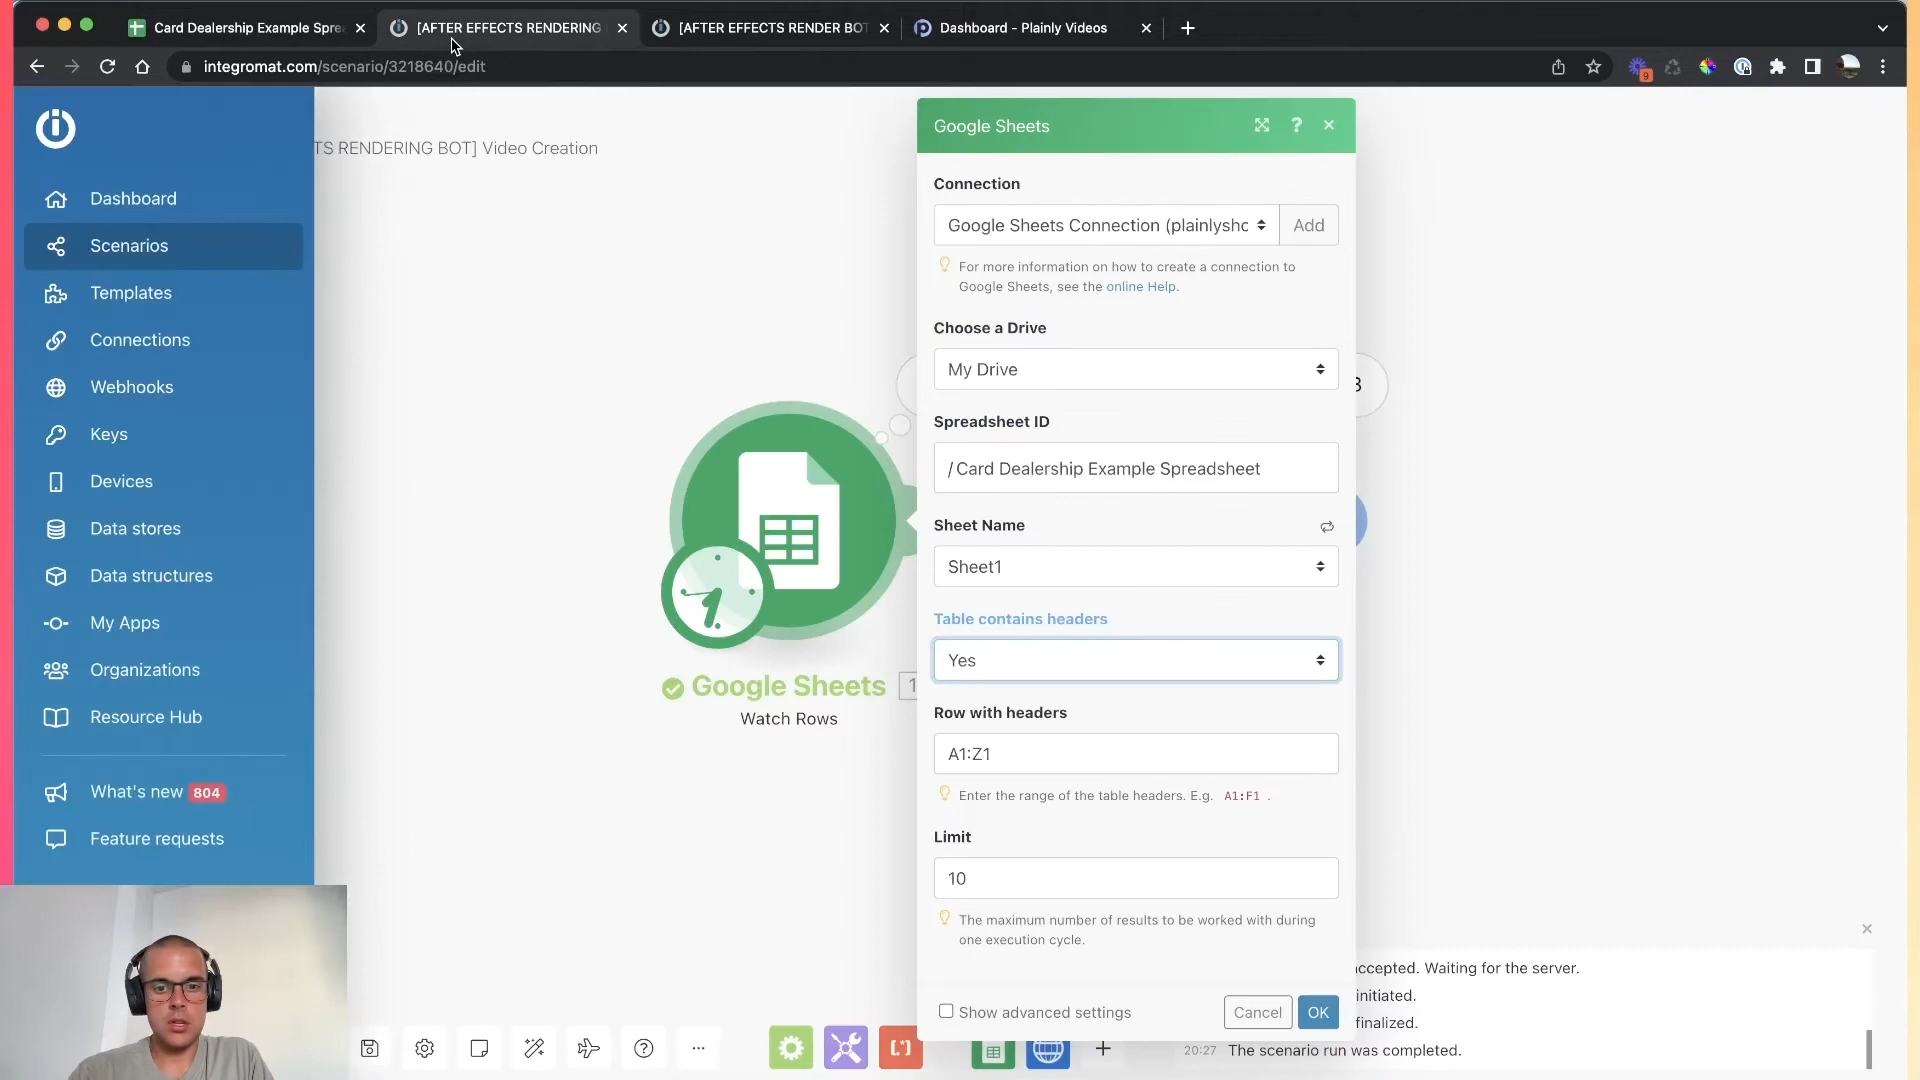 Card Dealership Example Spre
[AFTER EFFECTS RENDERING
[AFTER EFFECTS RENDER BOT
Dashboard - Plainly Videos
integromat.com/scenario/3218640/edit
9
TS RENDERING BOT] Video Creation
Dashboard
Scenarios
Templates
Connections
Webhooks
Keys
Devices
Data stores
Data structures
My Apps
Organizations
Resource Hub
What's new 804
Feature requests
Google Sheets
Watch Rows
1
Google Sheets
?
Connection
Google Sheets Connection (plainlysho
Add
For more information on how to create a connection to
Google Sheets, see the online Help.
Choose a Drive
My Drive
Spreadsheet ID
/ Card Dealership Example Spreadsheet
Sheet Name
Sheet1
Table contains headers
Yes
Row with headers
A1:Z1
Enter the range of the table headers. E.g. A1:F1 .
Limit
10
The maximum number of results to be worked with during
one execution cycle.
Show advanced settings
Cancel
OK
3
ccepted. Waiting for the server.
initiated.
finalized.
20:27 The scenario run was completed.